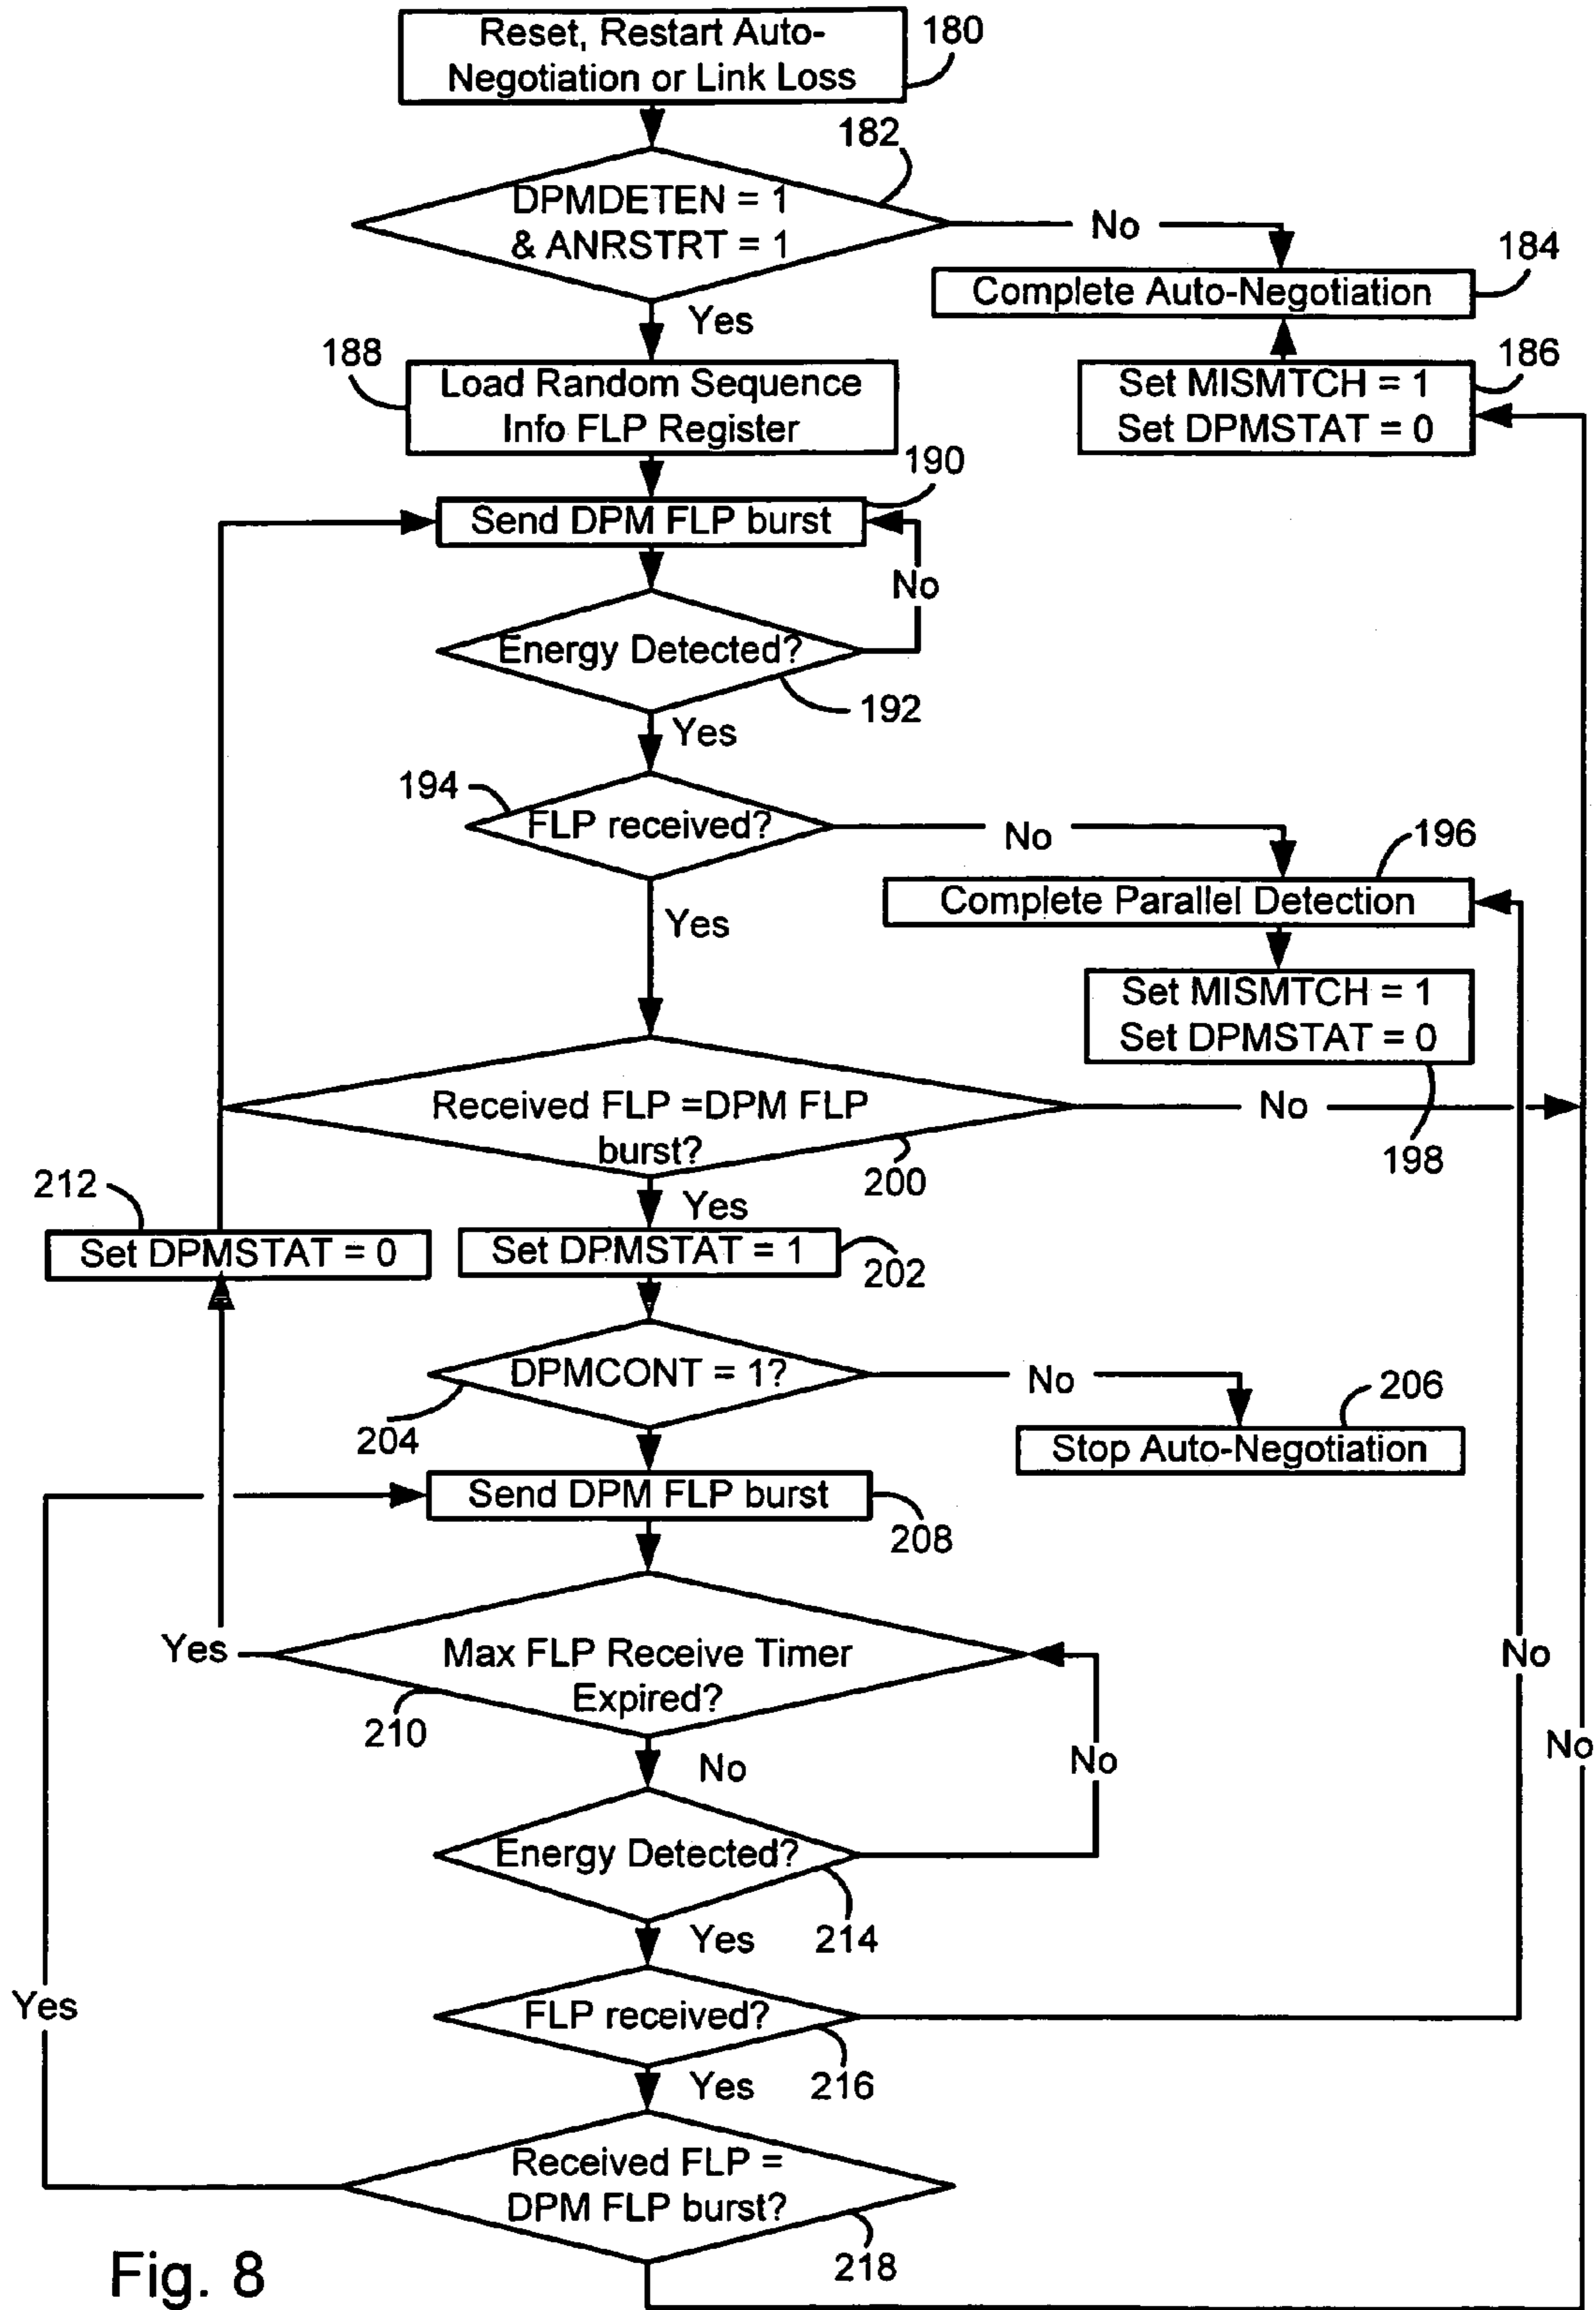 Reset, Restart Auto-
Negotiation or Link Loss
180
182
DPMDETEN = 1
& ANRSTRT = 1
No
184
Complete Auto-Negotiation
Yes
188
186
Load Random Sequence
Info FLP Register
Set MISMTCH = 1
Set DPMSTAT = 0
190
Send DPM FLP burst
No
Energy Detected?
192
Yes
194
FLP received?
No
196
Complete Parallel Detection
Yes
Set MISMTCH = 1
Set DPMSTAT = 0
Received FLP =DPM FLP
burst?
No
198
200
212
Yes
Set DPMSTAT = 0
Set DPMSTAT = 1
202
DPMCONT = 1?
No
206
204
Stop Auto-Negotiation
Send DPM FLP burst
208
Yes
Max FLP Receive Timer
Expired?
No
210
No
No
No
Energy Detected?
214
Yes
Yes
FLP received?
216
Yes
Received FLP =
DPM FLP burst?
218
Fig. 8